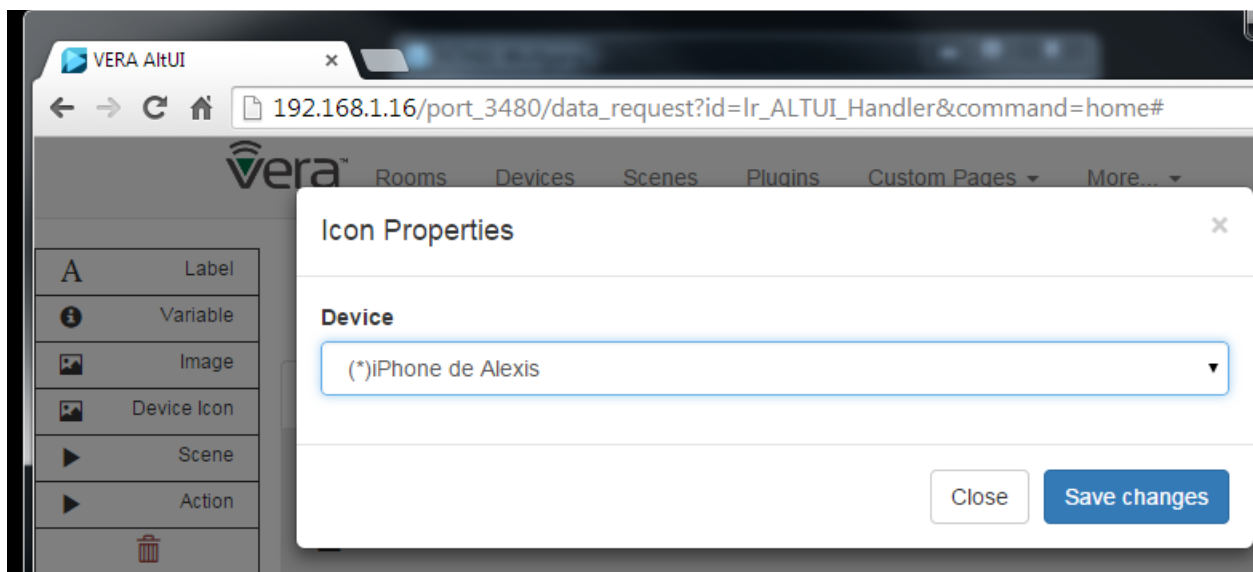 VERA AltUI ×
192.168.1.16/port_3480/data_request?id=lr_ALTUI_Handler&command=home#
vera™ Rooms Devices Scenes Plugins Custom Pages More...
Icon Properties ×
A Label
Variable
Device
Image
(*)iPhone de Alexis
Device Icon
Scene
Action
Close Save changes